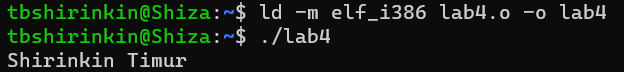 tbshirinkin@Shiza:~$ ld -m elf_i386 lab4.o -o lab4
tbshirinkin@Shiza:~$ ./lab4
Shirinkin Timur